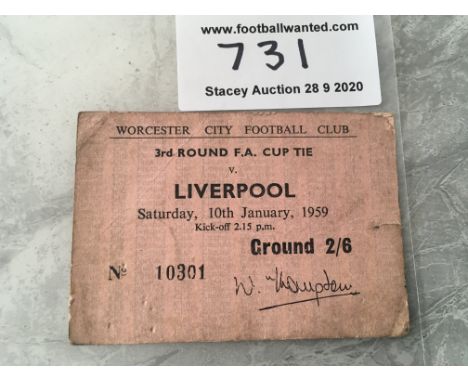 www.footballwanted.com
731
Stacey Auction 28 9 2020
WORCESTER CITY FOOTBALL CLUB
3rd ROUND F.A. CUP TIE
v.
LIVERPOOL
Saturday, 10th January, 1959
Kick-off 2.15 p.m.
Ground 2/6
No 10301
W. Thompson